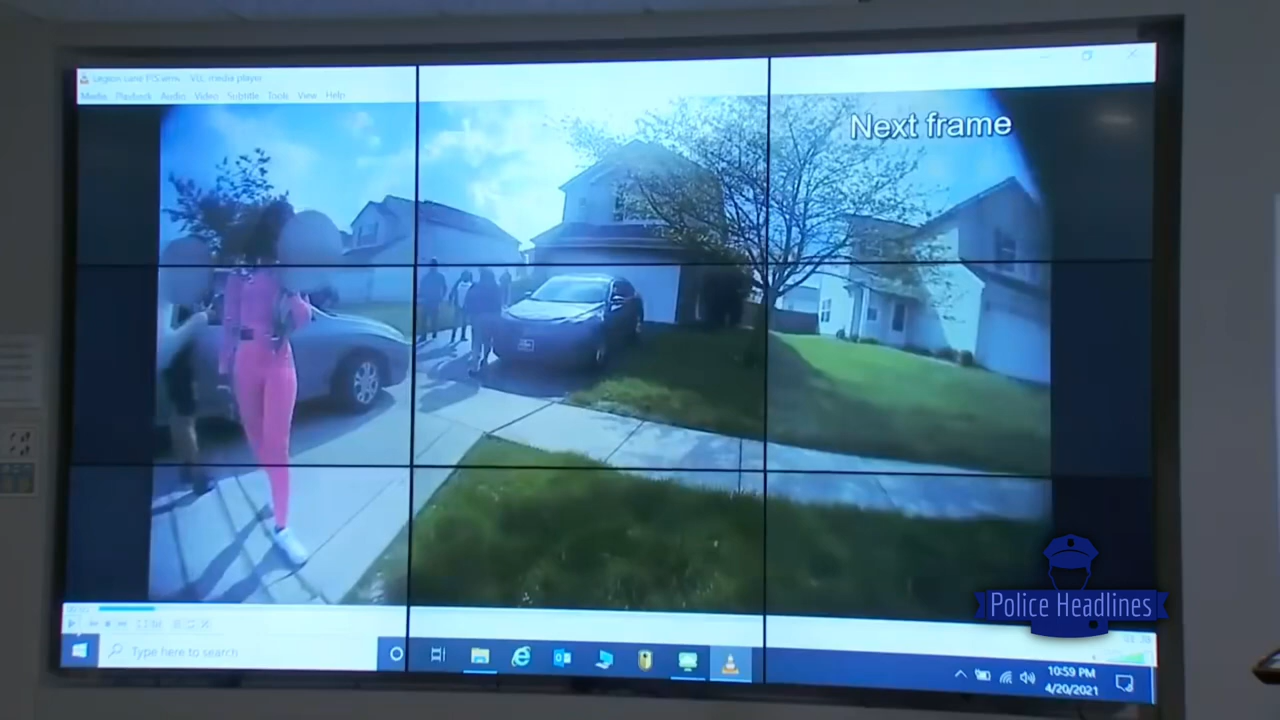 VLC media player
Media Playback Audio Video Subtitle Tools View Help
Next frame
Police Headlines
Type here to search
10:59 PM
4/20/2021